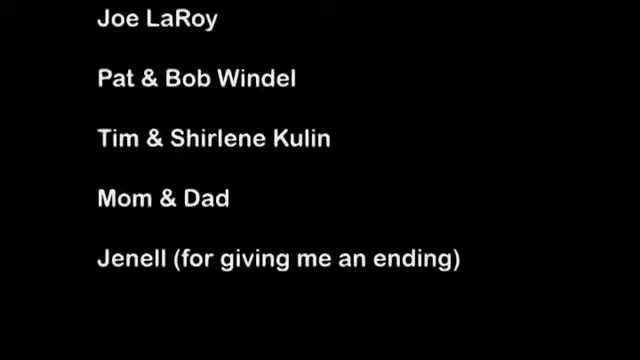 Joe LaRoy
Pat & Bob Windel
Tim & Shirlene Kulin
Mom & Dad
Jenell (for giving me an ending)